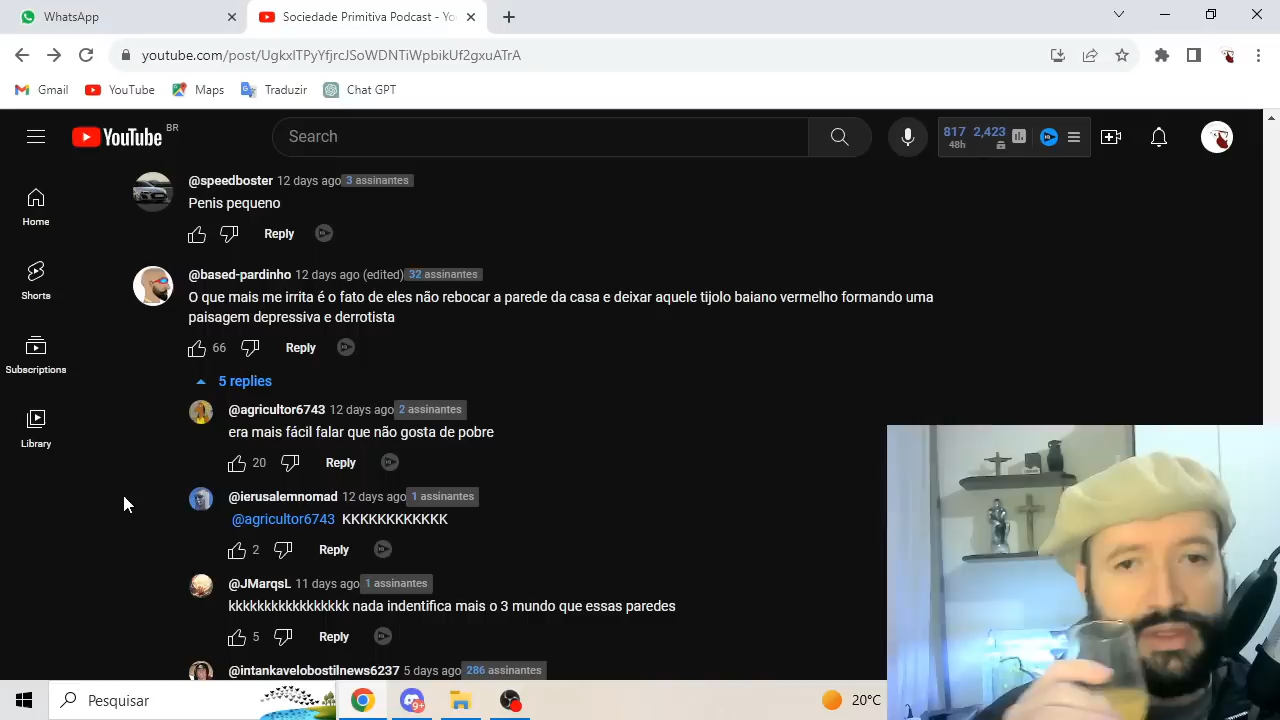 WhatsApp
Sociedade Primitiva Podcast - Yo
youtube.com/post/UgkxlTPyYfjrcJSoWDNTiWpbikUf2gxuATrA
Gmail
YouTube
Maps
Traduzir
Chat GPT
YouTube BR
Search
817 2,423
48h
Home
Shorts
Subscriptions
Library
@speedboster 12 days ago 3 assinantes
Penis pequeno
Reply
@based-pardinho 12 days ago (edited) 32 assinantes
O que mais me irrita é o fato de eles não rebocar a parede da casa e deixar aquele tijolo baiano vermelho formando uma
paisagem depressiva e derrotista
66 Reply
5 replies
@agricultor6743 12 days ago 2 assinantes
era mais fácil falar que não gosta de pobre
20 Reply
@ierusalemnomad 12 days ago 1 assinantes
@agricultor6743 KKKKKKKKKKKK
2 Reply
@JMarqsL 11 days ago 1 assinantes
kkkkkkkkkkkkkkkk nada indentifica mais o 3 mundo que essas paredes
5 Reply
@intankavelobostilnews6237 5 days ago 286 assinantes
Pesquisar
9+
20°C